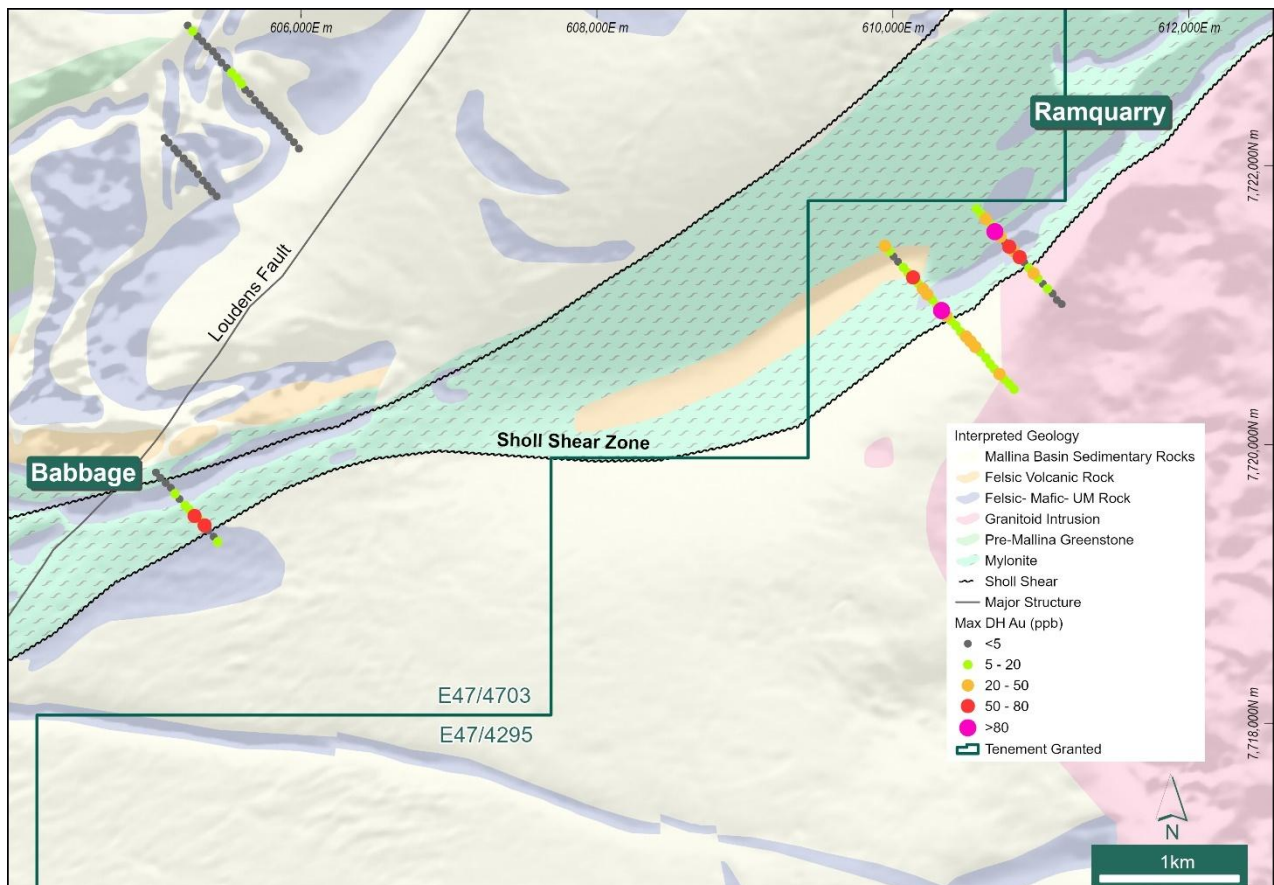 606,000E m
608,000E m
610,000E m
612,000E m
Ramquarry
7,722,000N m
Loudens Fault
Sholl Shear Zone
Babbage
7,720,000N m
Interpreted Geology
Mallina Basin Sedimentary Rocks
Felsic Volcanic Rock
Felsic- Mafic- UM Rock
Granitoid Intrusion
Pre-Mallina Greenstone
Mylonite
Sholl Shear
Major Structure
Max DH Au (ppb)
<5
5 - 20
20 - 50
50 - 80
>80
Tenement Granted
E47/4703
E47/4295
7,718,000N m
N
1km